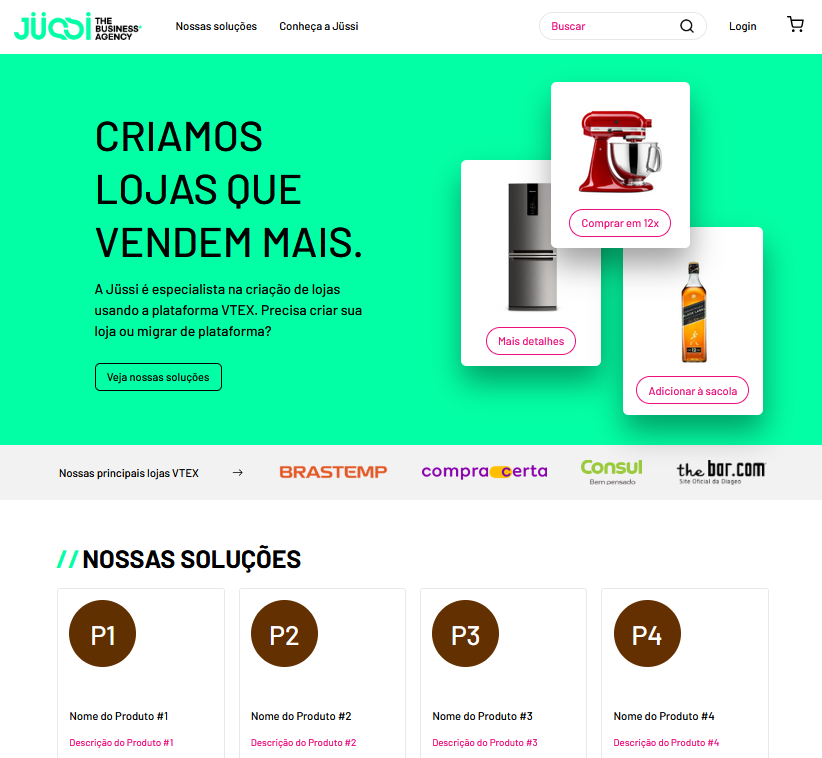 Jüssi THE BUSINESS AGENCY
Nossas soluções
Conheça a Jüssi
Buscar
Login
CRIAMOS
LOJAS QUE
VENDEM MAIS.
A Jüssi é especialista na criação de lojas
usando a plataforma VTEX. Precisa criar sua
loja ou migrar de plataforma?
Veja nossas soluções
Comprar em 12x
Mais detalhes
BLACK LABEL
12
Adicionar à sacola
Nossas principais lojas VTEX →
BRASTEMP
compra certa
Consul
Bem pensado
the bar.com
Site Oficial da Diageo
// NOSSAS SOLUÇÕES
P1
P2
P3
P4
Nome do Produto #1
Nome do Produto #2
Nome do Produto #3
Nome do Produto #4
Descrição do Produto #1
Descrição do Produto #2
Descrição do Produto #3
Descrição do Produto #4